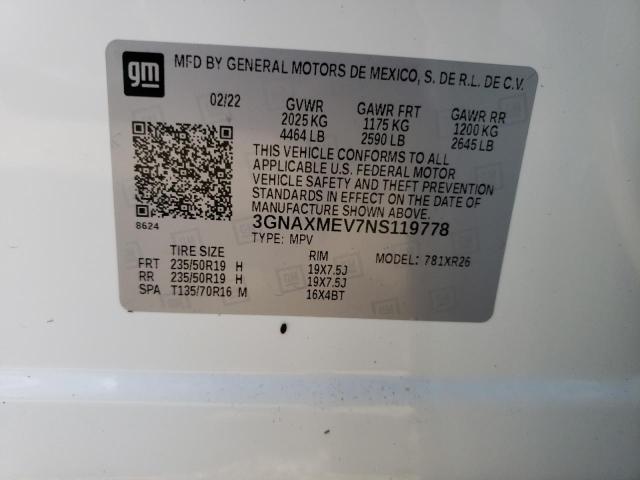 gm
MFD BY GENERAL MOTORS DE MEXICO, S. DE R.L. DE C.V.
02/22 GVWR GAWR FRT GAWR RR
2025 KG 1175 KG 1200 KG
4464 LB 2590 LB 2645 LB
THIS VEHICLE CONFORMS TO ALL
APPLICABLE U.S. FEDERAL MOTOR
VEHICLE SAFETY AND THEFT PREVENTION
STANDARDS IN EFFECT ON THE DATE OF
MANUFACTURE SHOWN ABOVE.
8624 3GNAXMEV7NS119778
TYPE: MPV
TIRE SIZE RIM MODEL: 781XR26
FRT 235/50R19 H 19X7.5J
RR 235/50R19 H 19X7.5J
SPA T135/70R16 M 16X4BT